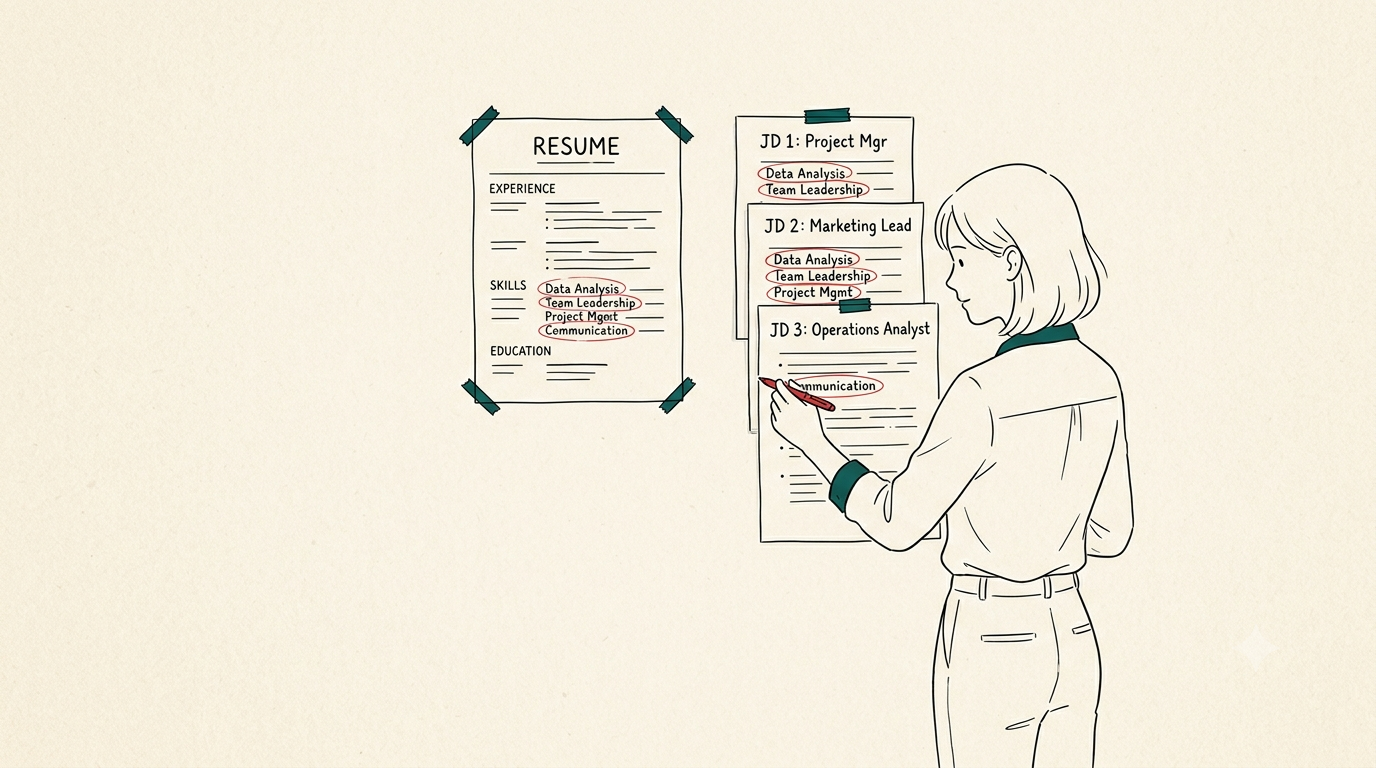 RESUME
EXPERIENCE
SKILLS
Data Analysis
Team Leadership
Project Mgmt
Communication
EDUCATION
JD 1: Project Mgr
Deta Analysis
Team Leadership
JD 2: Marketing Lead
Data Analysis
Team Leadership
Project Mgmt
JD 3: Operations Analyst
mmunication